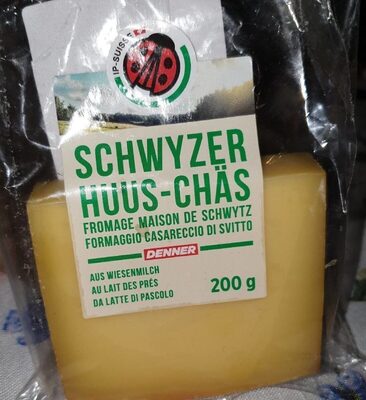 IP-SUISSE
SCHWYZER
HUUS-CHÄS
FROMAGE MAISON DE SCHWYTZ
FORMAGGIO CASARECCIO DI SVITTO
DENNER
AUS WIESENMILCH
AU LAIT DES PRÉS
DA LATTE DI PASCOLO
200 g